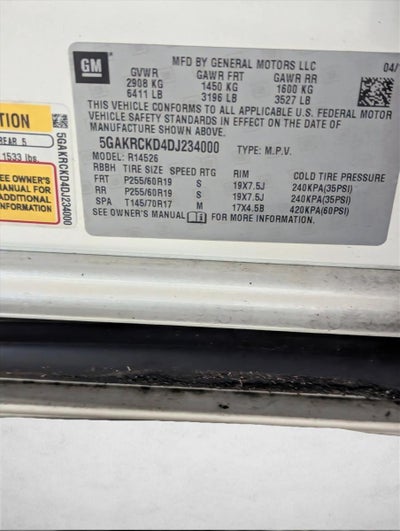 GM
MFD BY GENERAL MOTORS LLC
04/
GVWR GAWR FRT GAWR RR
2908 KG 1450 KG 1600 KG
6411 LB 3196 LB 3527 LB
THIS VEHICLE CONFORMS TO ALL APPLICABLE U.S. FEDERAL MOTOR
VEHICLE SAFETY STANDARDS IN EFFECT ON THE DATE OF
MANUFACTURE SHOWN ABOVE.
5GAKRCKD4DJ234000 TYPE: M.P.V.
MODEL: R14526
RBBH TIRE SIZE SPEED RTG RIM COLD TIRE PRESSURE
FRT P255/60R19 S 19X7.5J 240KPA(35PSI)
RR P255/60R19 S 19X7.5J 240KPA(35PSI)
SPA T145/70R17 M 17X4.5B 420KPA(60PSI)
SEE OWNER'S MANUAL FOR MORE INFORMATION.
TION
REAR 5
1533 lbs.
EE OWNER'S
MANUAL FOR
ADDITIONAL
INFORMATION
5GAKRCKD4DJ234000